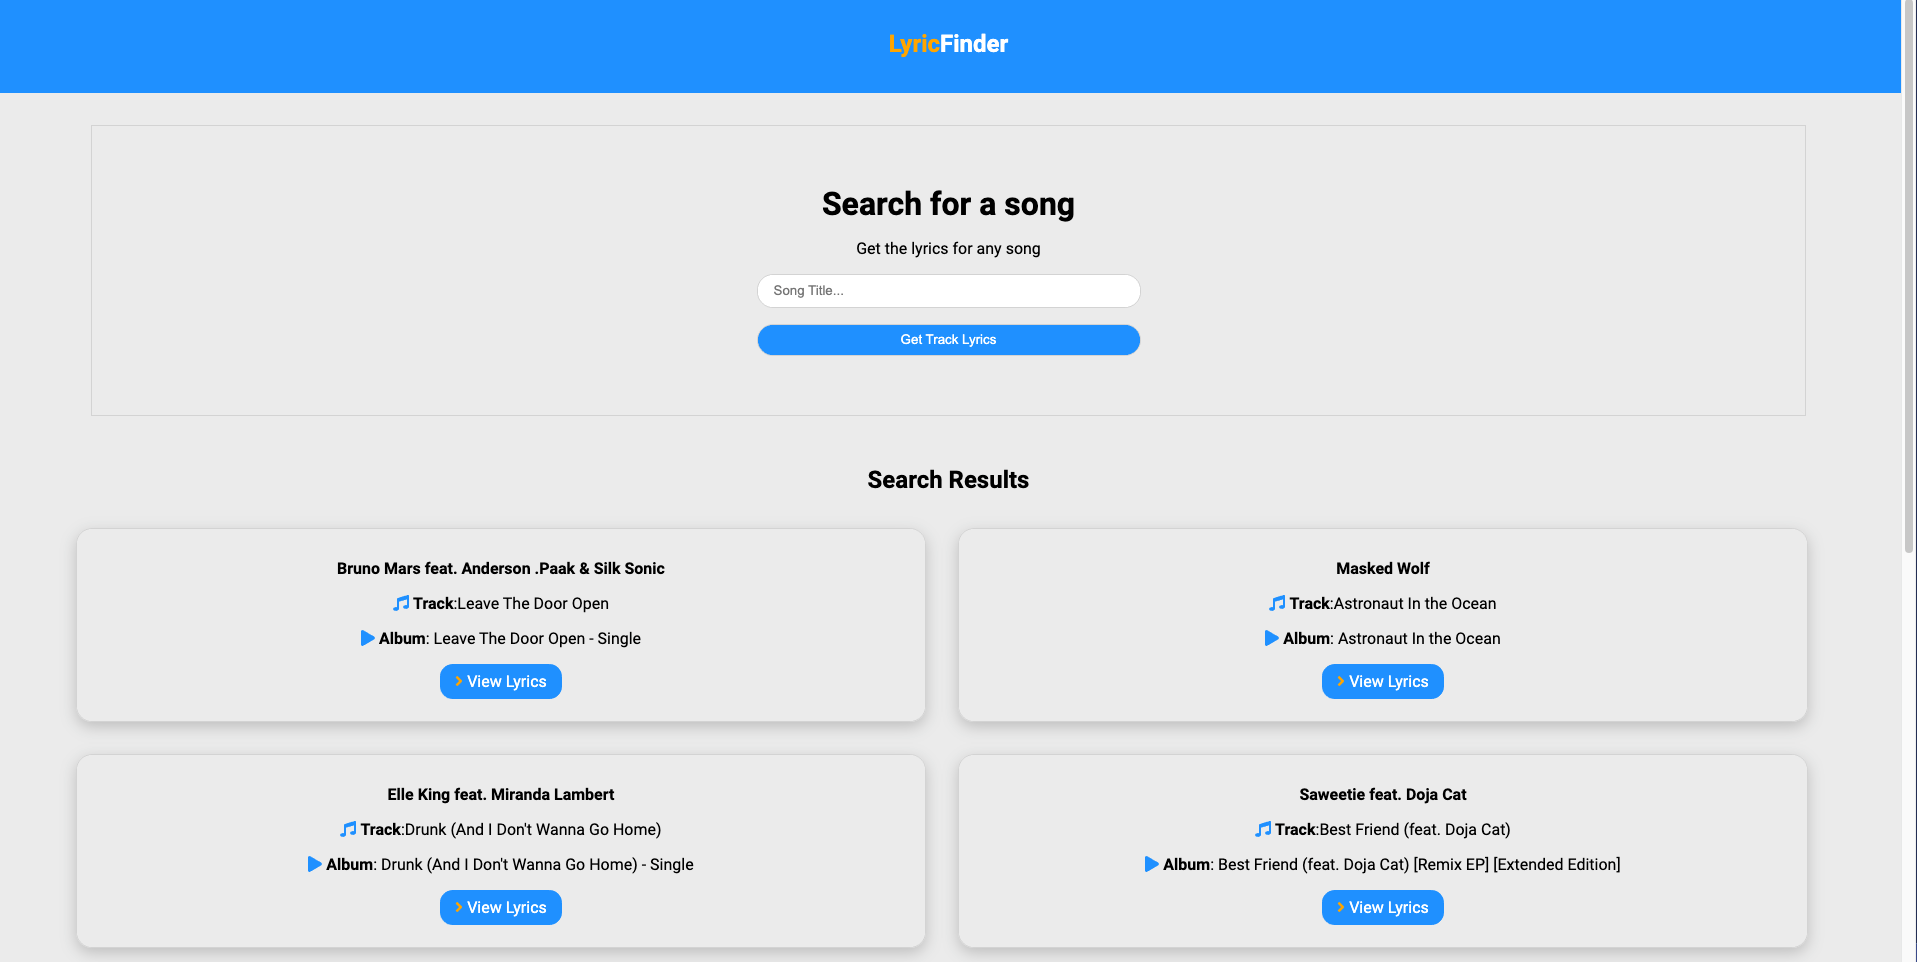 LyricFinder
Search for a song
Get the lyrics for any song
Song Title...
Get Track Lyrics
Search Results
Bruno Mars feat. Anderson .Paak & Silk Sonic
Track:Leave The Door Open
Album: Leave The Door Open - Single
View Lyrics
Masked Wolf
Track:Astronaut In the Ocean
Album: Astronaut In the Ocean
View Lyrics
Elle King feat. Miranda Lambert
Track:Drunk (And I Don't Wanna Go Home)
Album: Drunk (And I Don't Wanna Go Home) - Single
View Lyrics
Saweetie feat. Doja Cat
Track:Best Friend (feat. Doja Cat)
Album: Best Friend (feat. Doja Cat) [Remix EP] [Extended Edition]
View Lyrics